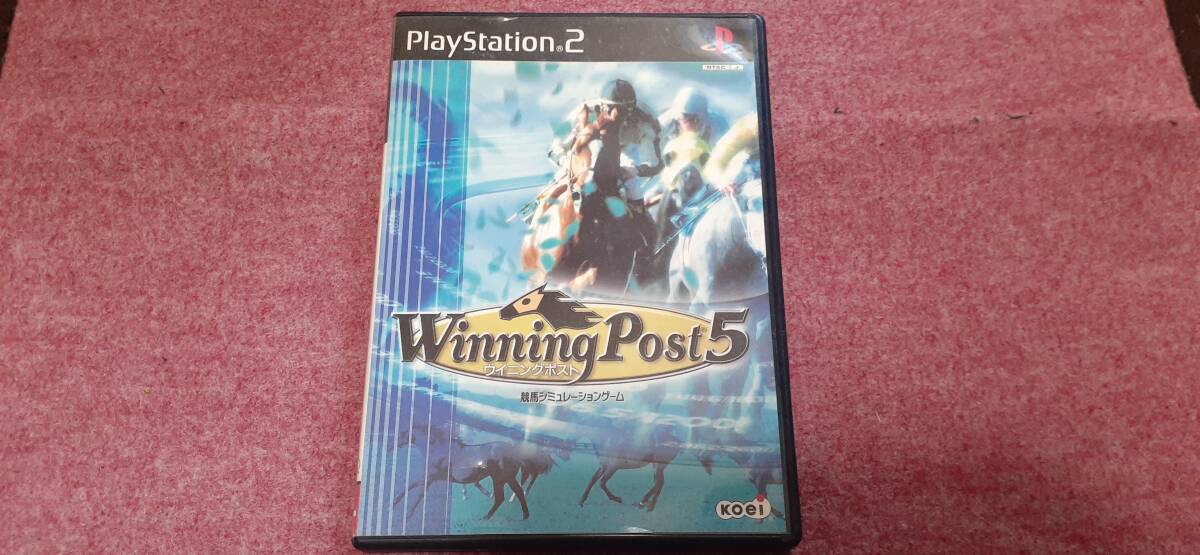 PlayStation®2
NTSC J
Winning Post 5
ウイニングポスト
競馬シミュレーションゲーム
KOEI